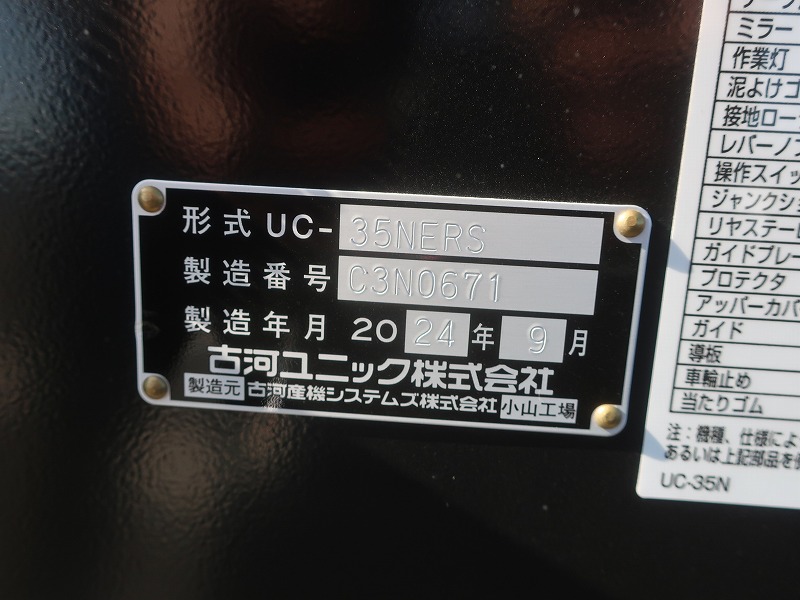 形式 UC-35NERS
製造番号 C3N0671
製造年月 2024年 9月
古河ユニック株式会社
製造元 古河産機システムズ株式会社 小山工場
ミラー
作業灯
泥よけゴ
接地ロー
レバーノブ
操作スイッ
ジャンクショ
リヤステー
ガイドプレー
プロテクタ
アッパーカバ
ガイド
導板
車輪止め
当たりゴム
注：機種、仕様によ
あるいは上記部品を
UC-35N